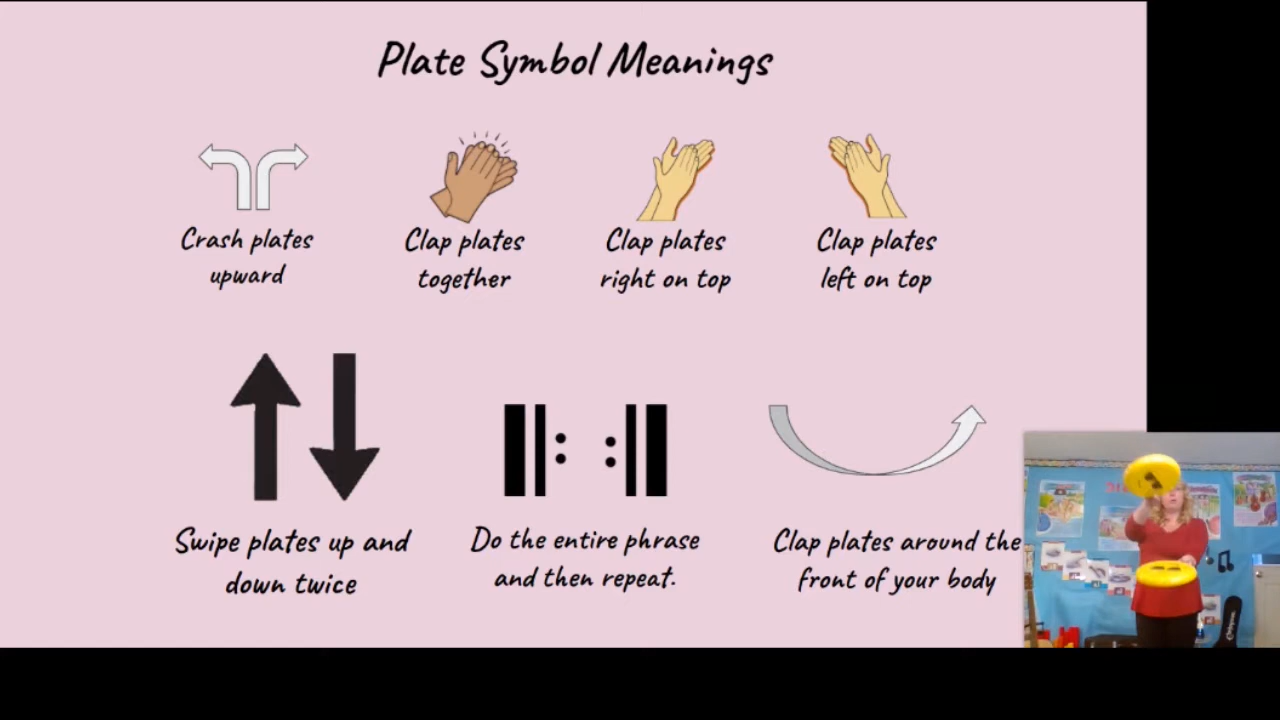 Plate Symbol Meanings
Crash plates
upward
Clap plates
together
Clap plates
right on top
Clap plates
left on top
Swipe plates up and
down twice
Do the entire phrase
and then repeat.
Clap plates around the
front of your body